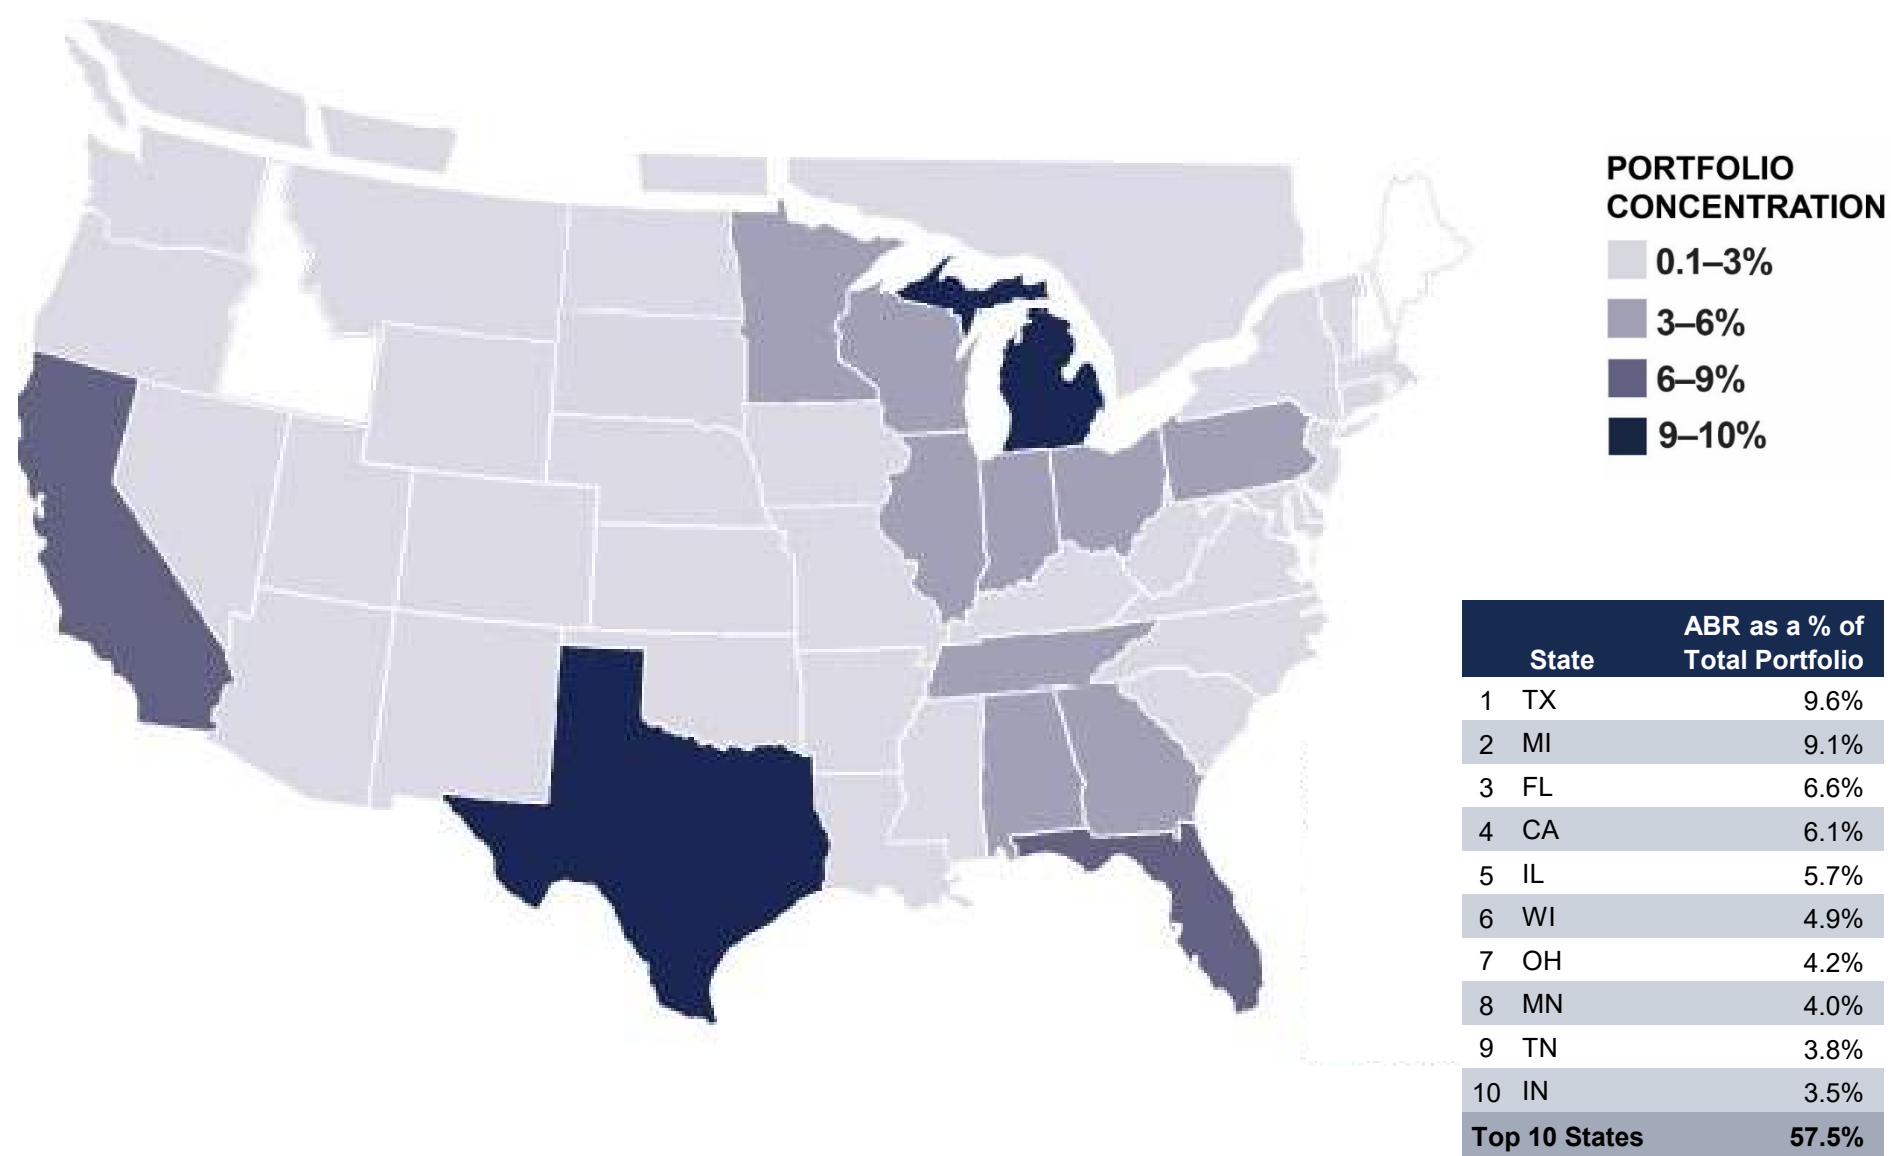 PORTFOLIO
CONCENTRATION
0.1–3%
3–6%
6–9%
9–10%
State ABR as a % of
Total Portfolio
1 TX 9.6%
2 MI 9.1%
3 FL 6.6%
4 CA 6.1%
5 IL 5.7%
6 WI 4.9%
7 OH 4.2%
8 MN 4.0%
9 TN 3.8%
10 IN 3.5%
Top 10 States 57.5%